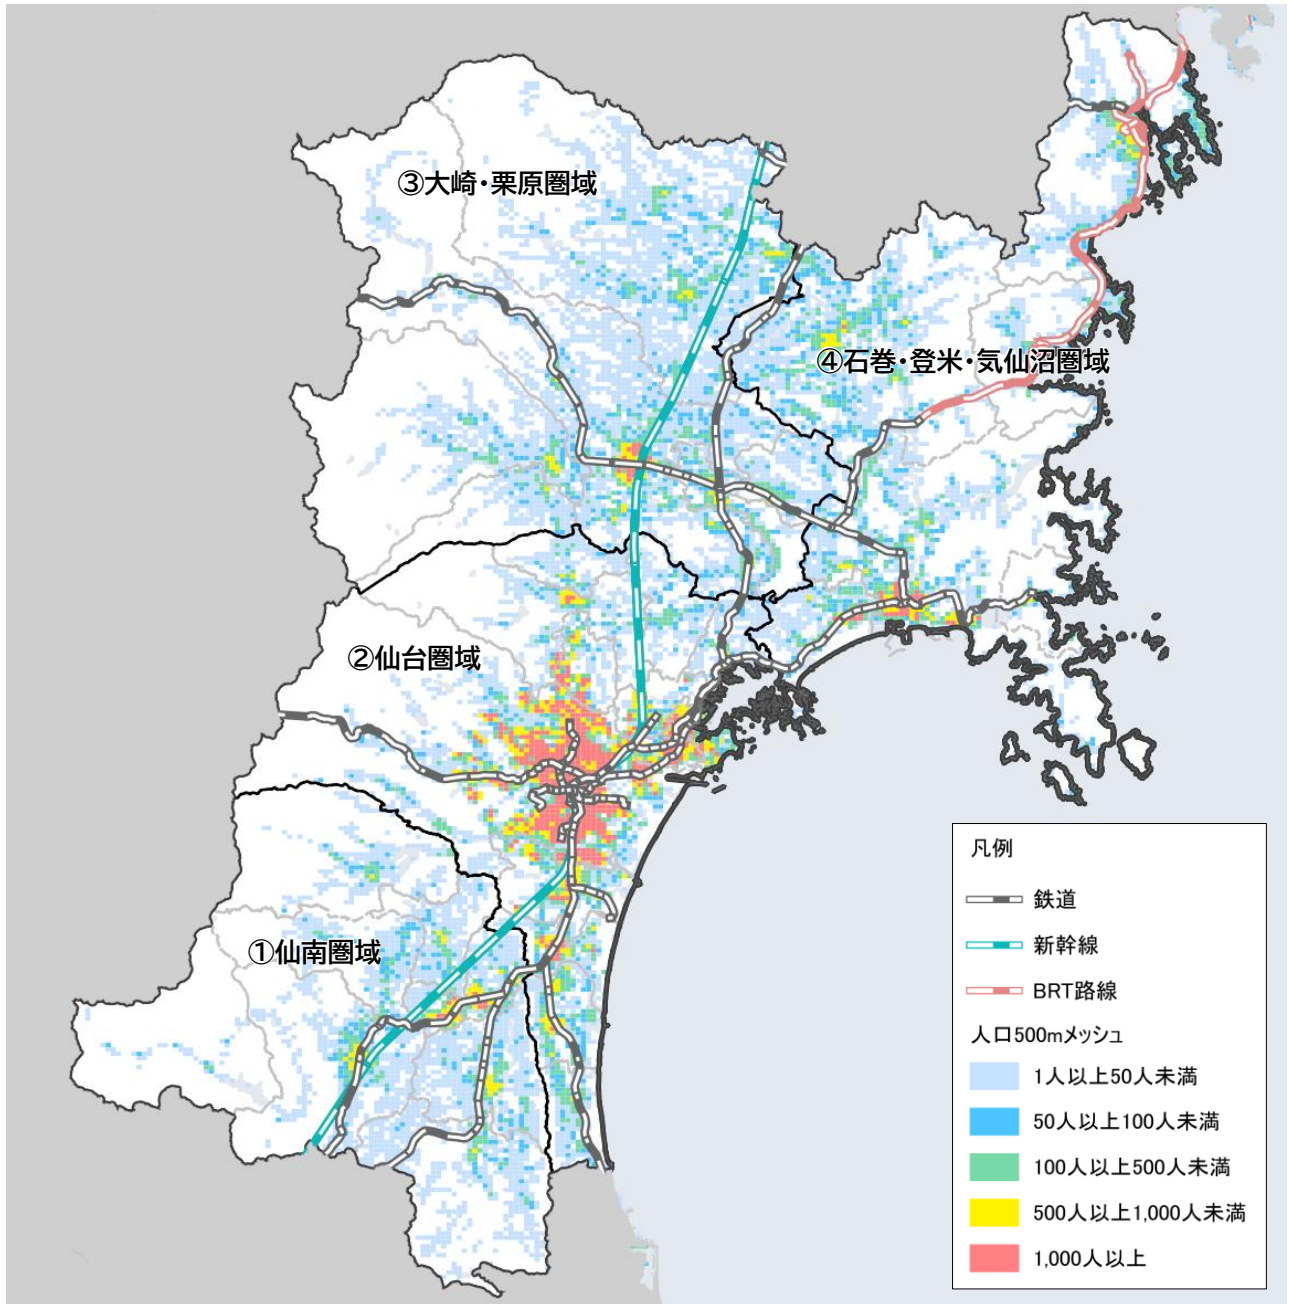 ③大崎・栗原圏域
④石巻・登米・気仙沼圏域
②仙台圏域
①仙南圏域
凡例
鉄道
新幹線
BRT路線
人口500mメッシュ
1人以上50人未満
50人以上100人未満
100人以上500人未満
500人以上1,000人未満
1,000人以上